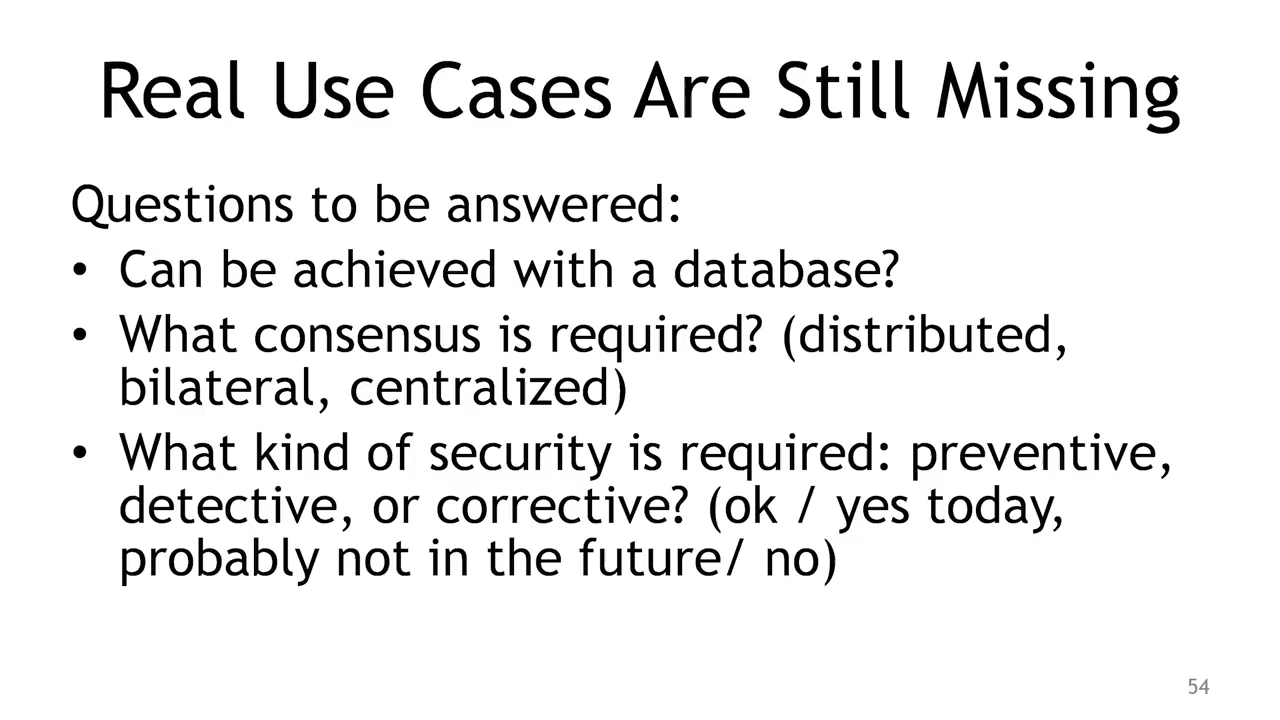 Real Use Cases Are Still Missing
Questions to be answered:
• Can be achieved with a database?
• What consensus is required? (distributed,
bilateral, centralized)
• What kind of security is required: preventive,
detective, or corrective? (ok / yes today,
probably not in the future/ no)
54